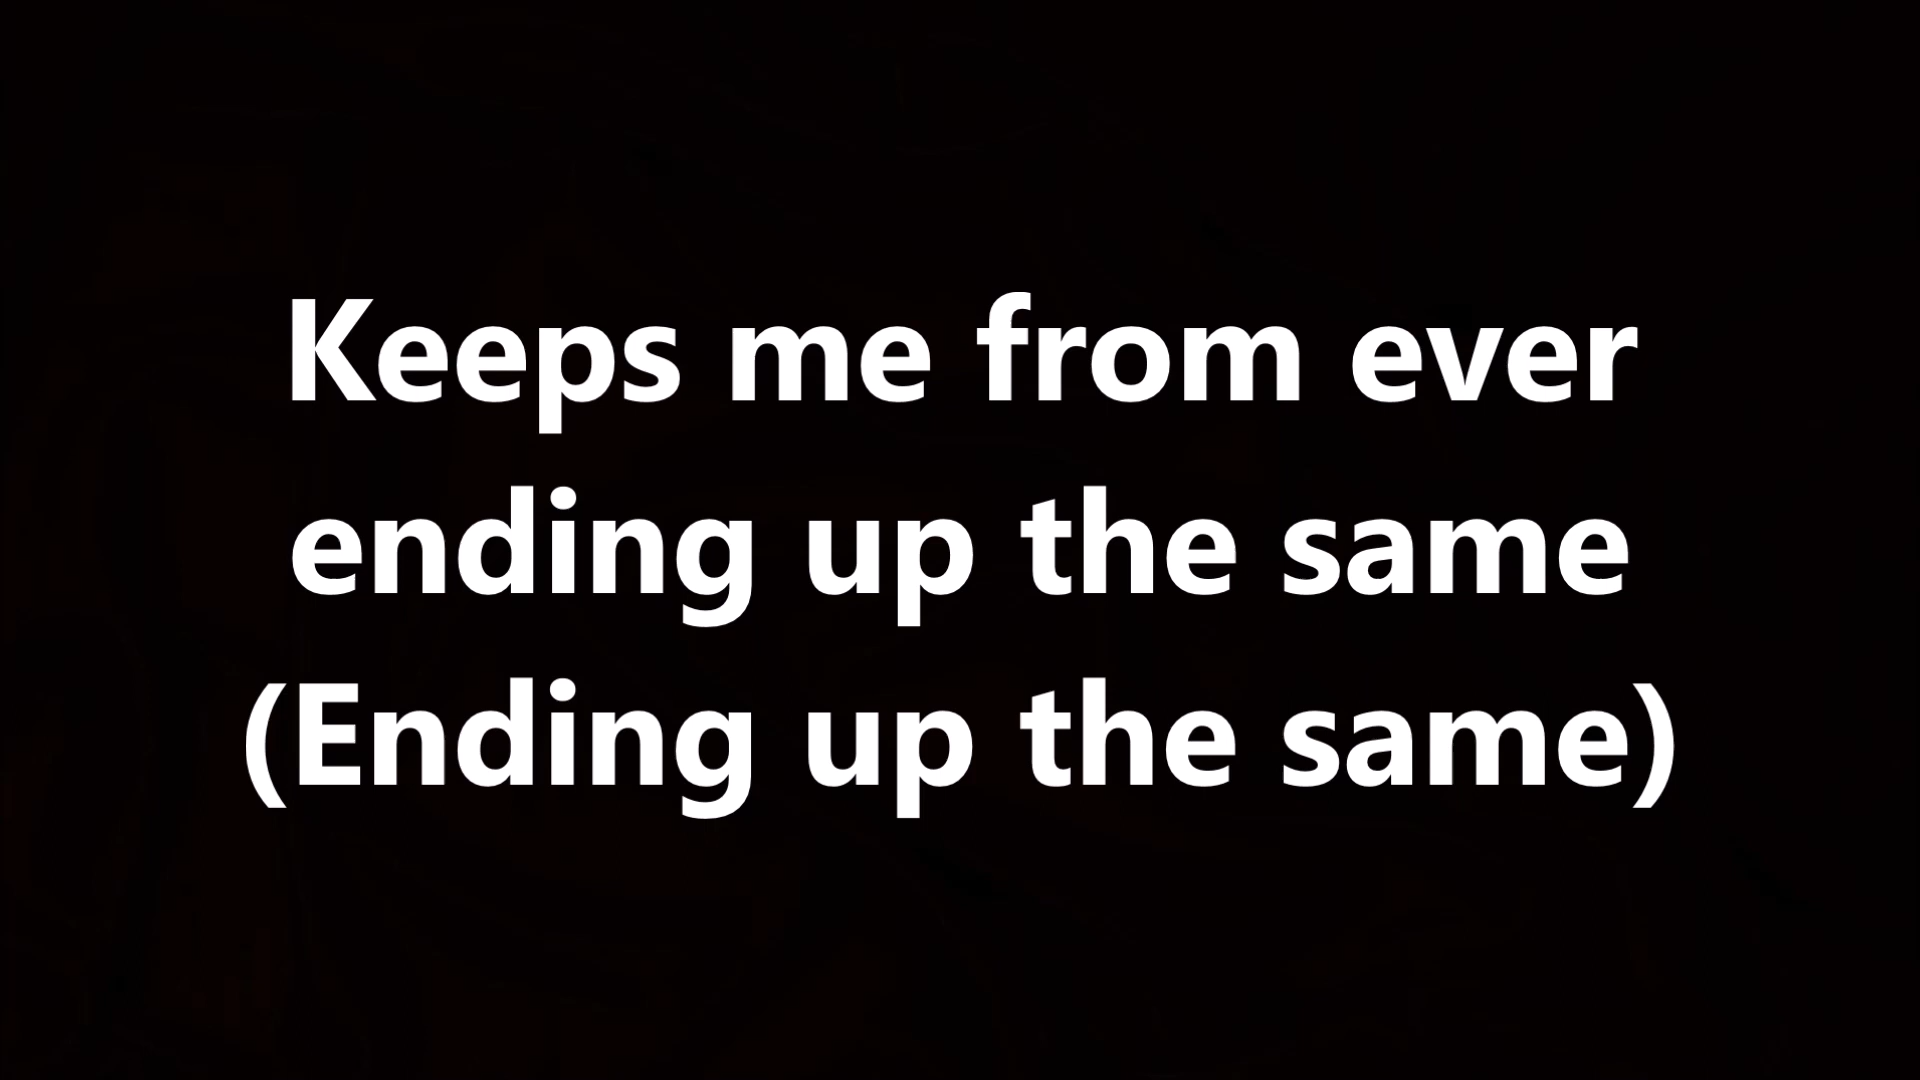 Keeps me from ever
ending up the same
(Ending up the same)